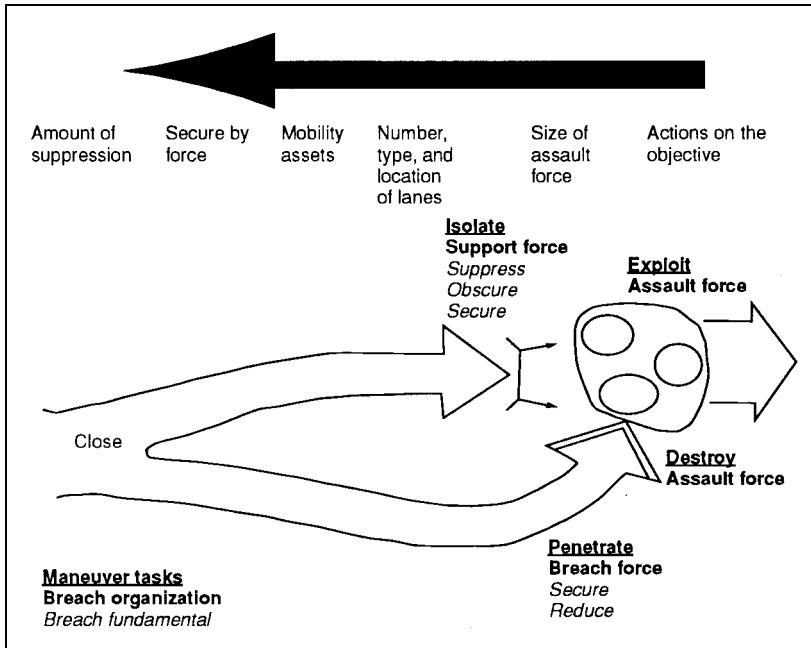 Amount of
suppression
Secure by
force
Mobility
assets
Number,
type, and
location
of lanes
Size of
assault
force
Actions on the
objective
Isolate
Support force
Suppress
Obscure
Secure
Exploit
Assault force
Close
Destroy
Assault force
Penetrate
Breach force
Secure
Reduce
Maneuver tasks
Breach organization
Breach fundamental